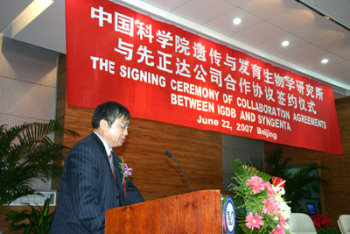 中国科学院遗传与发育生物学研究所
与先正达公司合作协议签约仪式
THE SIGNING CEREMONY OF COLLABORATION AGREEMENTS
BETWEEN IGDB AND SYNGENTA
June 22, 2007 Beijing